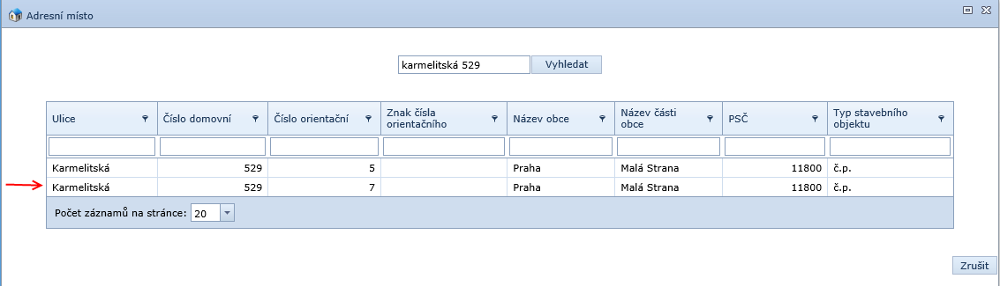 Adresní místo
karmelitská 529 Vyhledat
Ulice Číslo domovní Číslo orientační Znak čísla orientačního Název obce Název části obce PSČ Typ stavebního objektu
Karmelitská 529 5 Praha Malá Strana 11800 č.p.
Karmelitská 529 7 Praha Malá Strana 11800 č.p.
Počet záznamů na stránce: 20
Zrušit